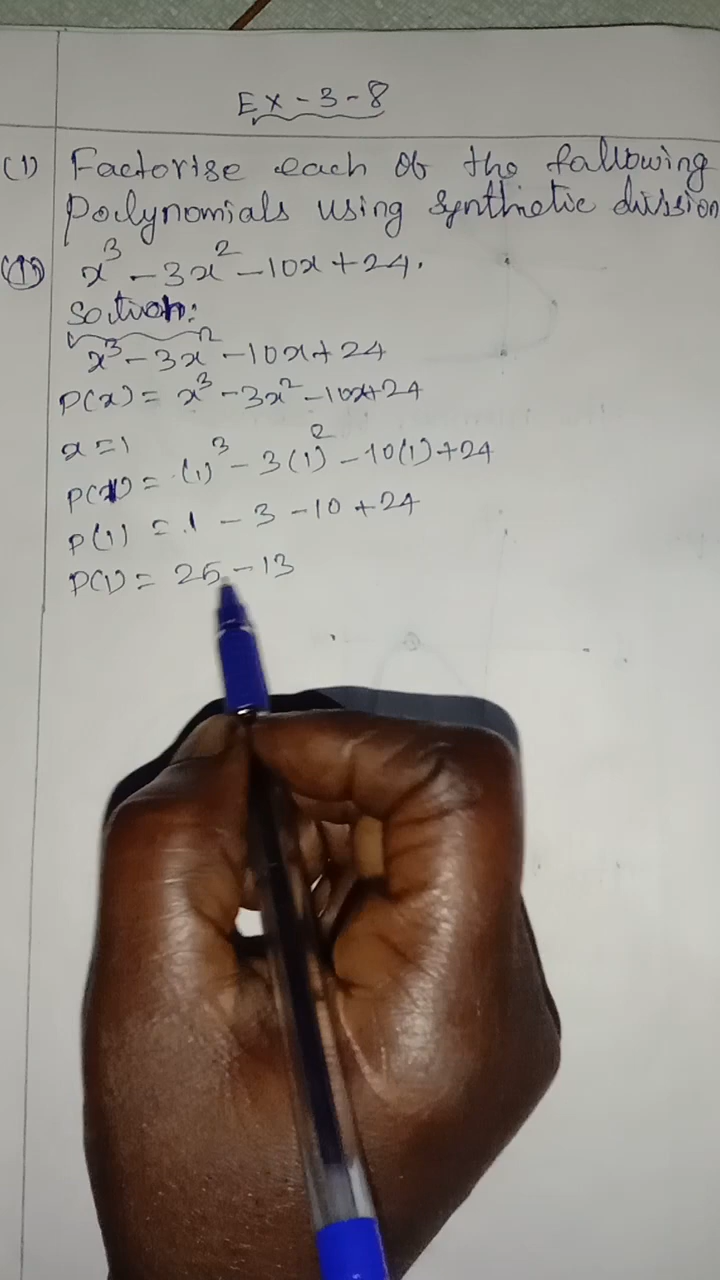 Ex-3-8
(1) Factorise each of the fallowing
polynomials using synthetic division
(1) x³ - 3x² - 10x + 24.
Solution:
x³ - 3x² - 10x + 24
P(x) = x³ - 3x² - 10x + 24
x = 1
P(1) = (1)³ - 3(1)² - 10(1) + 24
P(1) = 1 - 3 - 10 + 24
P(1) = 25 - 13